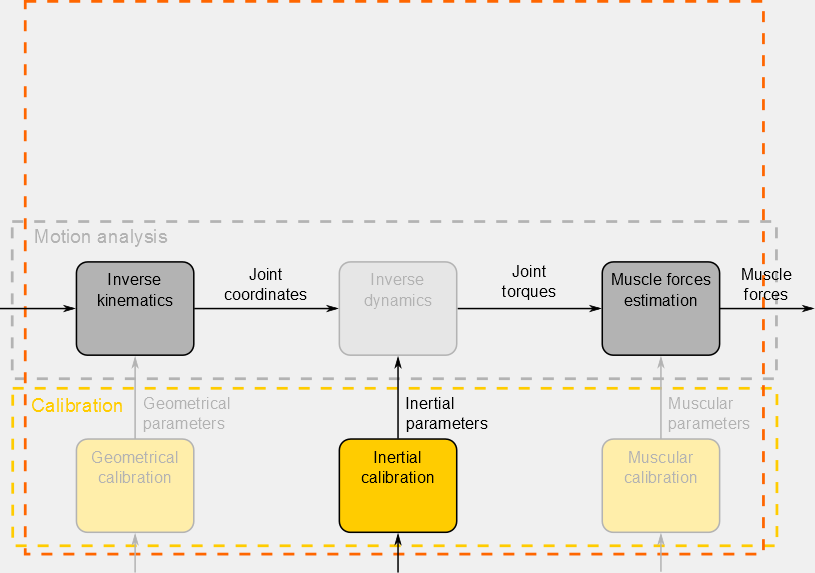 Motion analysis
Inverse
kinematics
Joint
coordinates
Inverse
dynamics
Joint
torques
Muscle forces
estimation
Muscle
forces
Calibration
Geometrical
parameters
Inertial
parameters
Muscular
parameters
Geometrical
calibration
Inertial
calibration
Muscular
calibration